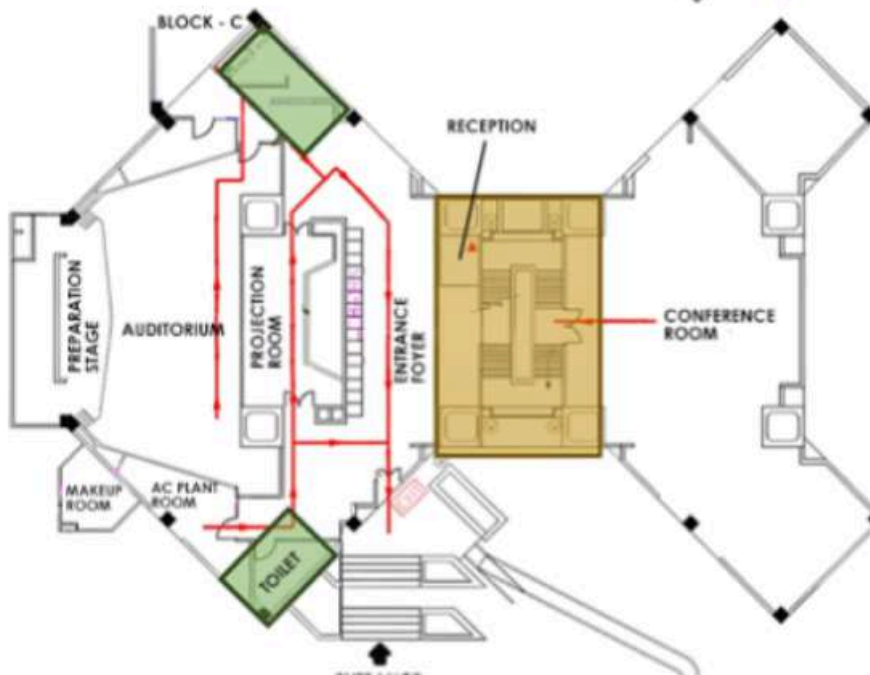 BLOCK - C
RECEPTION
PREPARATION
STAGE
AUDITORIUM
PROJECTION
ROOM
ENTRANCE
FOYER
CONFERENCE
ROOM
MAKEUP
ROOM
AC PLANT
ROOM
TOILET